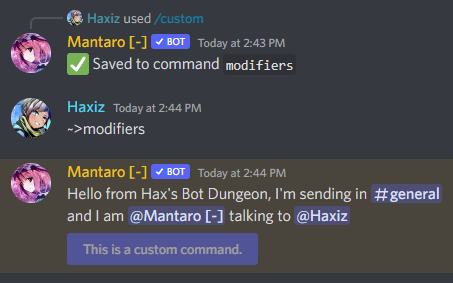 Haxiz used /custom
Mantaro [-] ✓ BOT Today at 2:43 PM
✅ Saved to command modifiers
Haxiz Today at 2:44 PM
~>modifiers
Mantaro [-] ✓ BOT Today at 2:44 PM
Hello from Hax's Bot Dungeon, I'm sending in #general
and I am @Mantaro [-] talking to @Haxiz
This is a custom command.